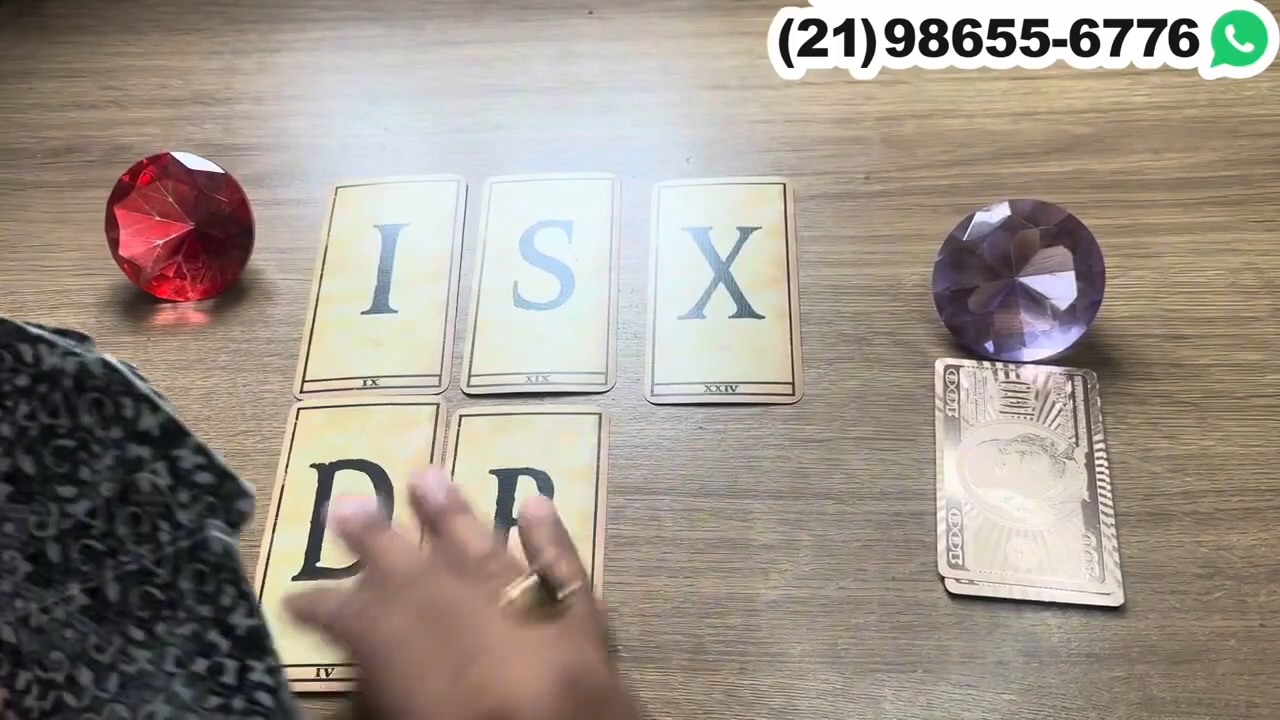 (21)98655-6776
I
S
X
IX
XIX
XXIV
D
IV
100